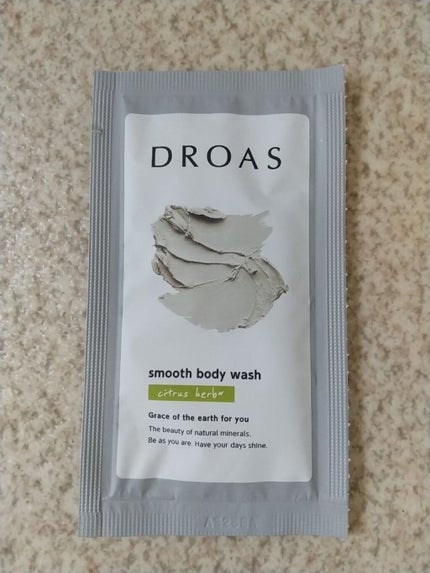 DROAS
smooth body wash
citrus herb
Grace of the earth for you
The beauty of natural minerals.
Be as you are. Have your days shine.